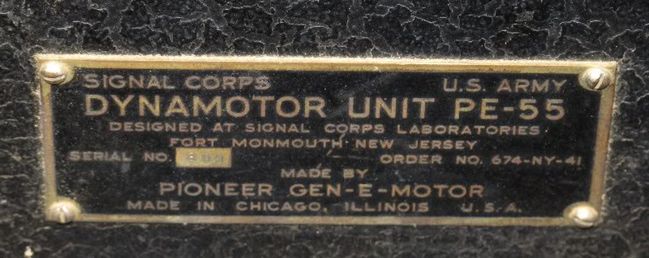 SIGNAL CORPS U.S. ARMY
DYNAMOTOR UNIT PE-55
DESIGNED AT SIGNAL CORPS LABORATORIES
FORT MONMOUTH NEW JERSEY
SERIAL NO. ORDER NO. 674-NY-41
MADE BY
PIONEER GEN-E-MOTOR
MADE IN CHICAGO, ILLINOIS U.S.A.